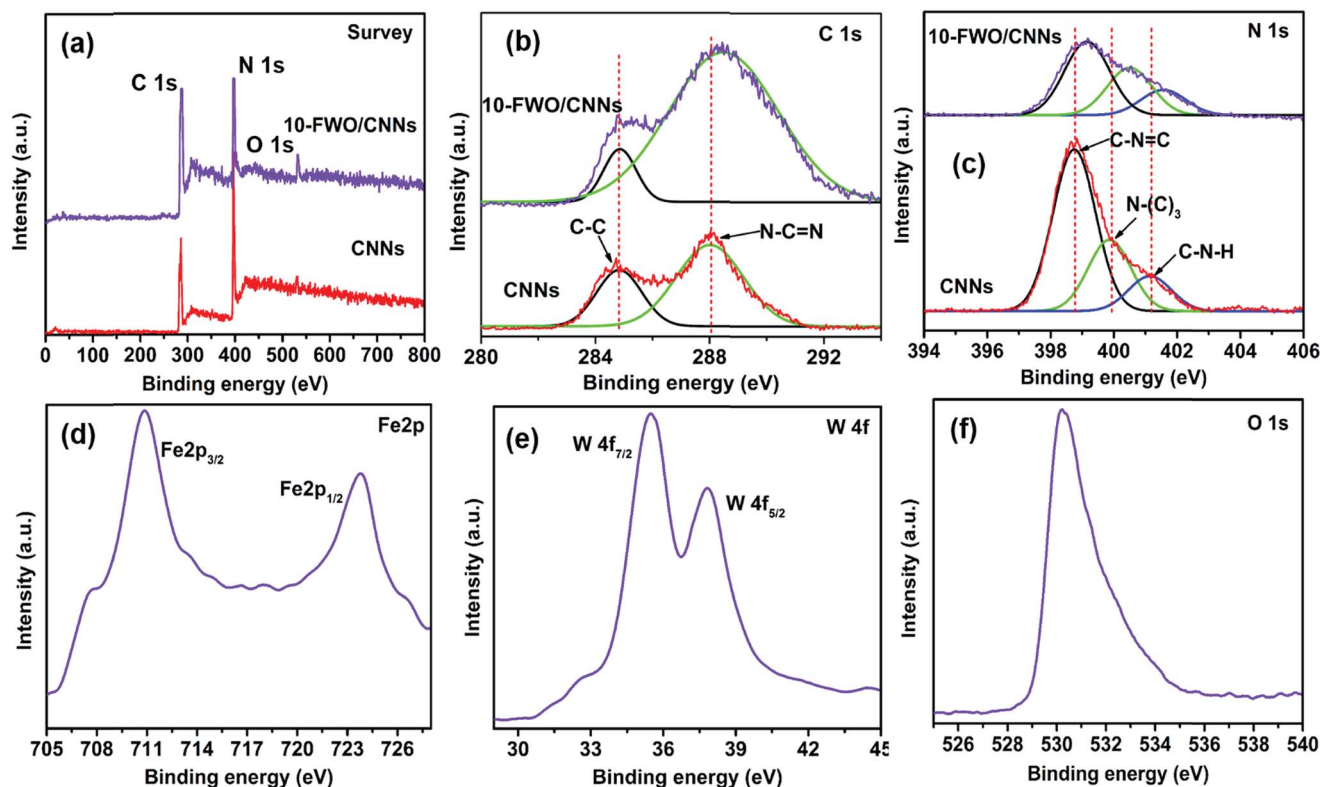 (a)
Survey
C 1s
N 1s
10-FWO/CNNs
O 1s
CNNs
Intensity (a.u.)
0 100 200 300 400 500 600 700 800
Binding energy (eV)
(b)
C 1s
10-FWO/CNNs
C-C
N-C=N
CNNs
Intensity (a.u.)
280 284 288 292
Binding energy (eV)
N 1s
10-FWO/CNNs
(c)
C-N=C
N-(C)₃
C-N-H
CNNs
Intensity (a.u.)
394 396 398 400 402 404 406
Binding energy (eV)
(d)
Fe2p
Fe2p₃/₂
Fe2p₁/₂
Intensity (a.u.)
705 708 711 714 717 720 723 726
Binding energy (eV)
(e)
W 4f
W 4f₇/₂
W 4f₅/₂
Intensity (a.u.)
30 33 36 39 42 45
Binding energy (eV)
(f)
O 1s
Intensity (a.u.)
526 528 530 532 534 536 538 540
Binding energy (eV)